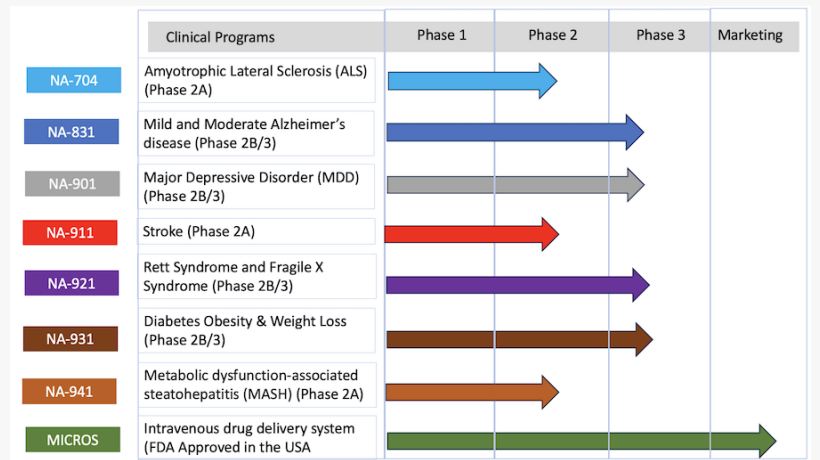 Clinical Programs Phase 1 Phase 2 Phase 3 Marketing
NA-704 Amyotrophic Lateral Sclerosis (ALS)
(Phase 2A)
NA-831 Mild and Moderate Alzheimer’s
disease (Phase 2B/3)
NA-901 Major Depressive Disorder (MDD)
(Phase 2B/3)
NA-911 Stroke (Phase 2A)
NA-921 Rett Syndrome and Fragile X
Syndrome (Phase 2B/3)
NA-931 Diabetes Obesity & Weight Loss
(Phase 2B/3)
NA-941 Metabolic dysfunction-associated
steatohepatitis (MASH) (Phase 2A)
MICROS Intravenous drug delivery system
(FDA Approved in the USA